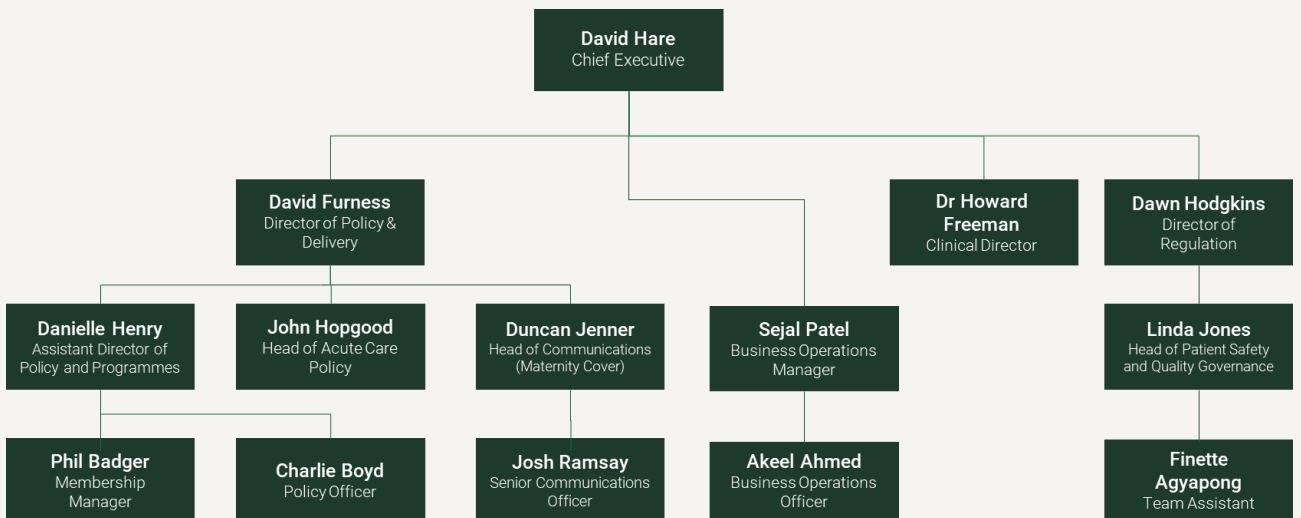 David Hare
Chief Executive
David Furness
Director of Policy &
Delivery
Dr Howard
Freeman
Clinical Director
Dawn Hodgkins
Director of
Regulation
Danielle Henry
Assistant Director of
Policy and Programmes
John Hopgood
Head of Acute Care
Policy
Duncan Jenner
Head of Communications
(Maternity Cover)
Sejal Patel
Business Operations
Manager
Linda Jones
Head of Patient Safety
and Quality Governance
Phil Badger
Membership
Manager
Charlie Boyd
Policy Officer
Josh Ramsay
Senior Communications
Officer
Akeel Ahmed
Business Operations
Officer
Finette
Agyapong
Team Assistant